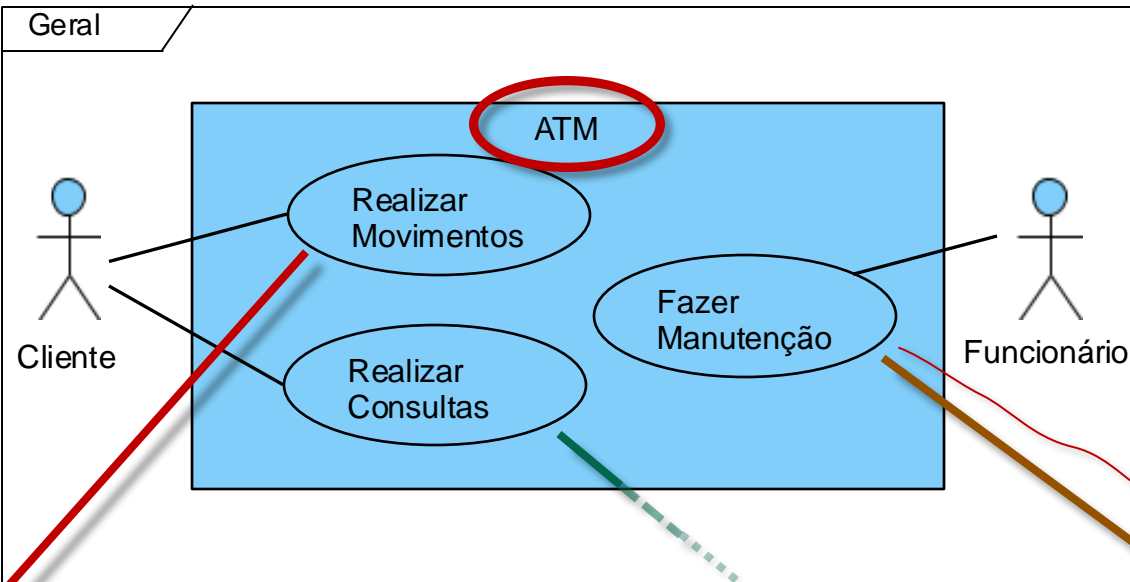 Geral
ATM
Realizar
Movimentos
Fazer
Manutenção
Cliente
Funcionário
Realizar
Consultas